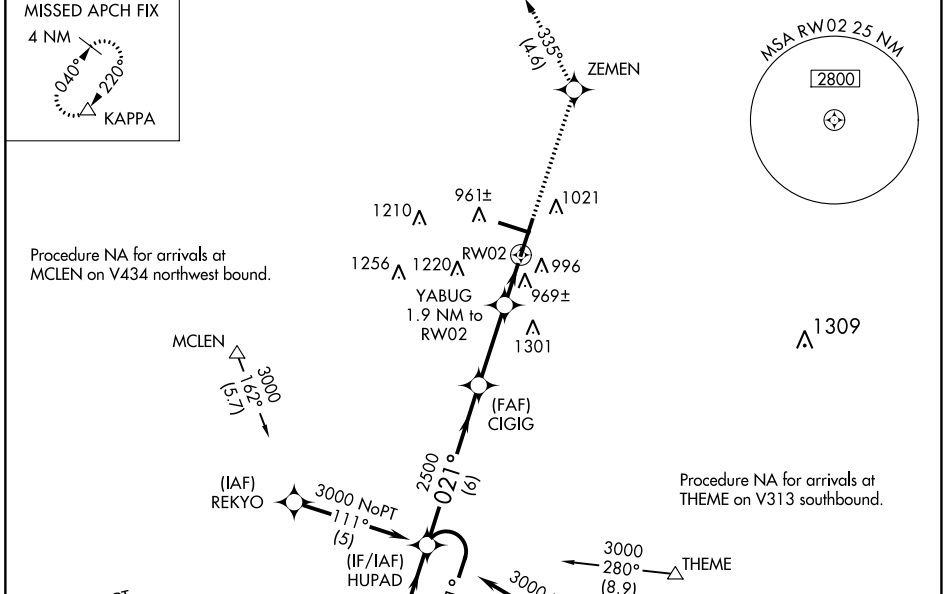 MISSED APCH FIX
4 NM
040°
220°
KAPPA
335°
(4.6)
ZEMEN
MSA RW02 25 NM
2800
1210
961±
1021
Procedure NA for arrivals at
MCLEN on V434 northwest bound.
1256
1220
RW02
996
969±
YABUG
1.9 NM to
RW02
1301
1309
MCLEN
3000
162°
(5.7)
(FAF)
CIGIG
2500
021°
(6)
Procedure NA for arrivals at
THEME on V313 southbound.
(IAF)
REKYO
3000 NoPT
111°
(5)
(IF/IAF)
HUPAD
3000
280°
(8.9)
THEME
3000